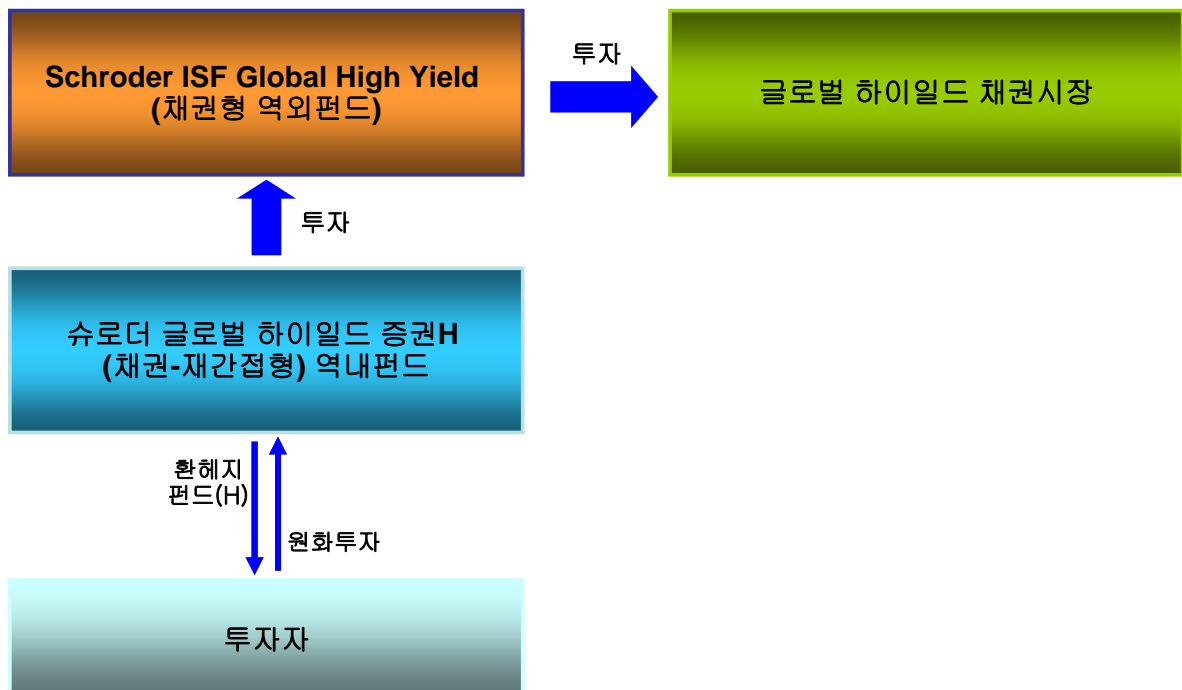 Schroder ISF Global High Yield
(채권형 역외펀드)
투자
글로벌 하이일드 채권시장
투자
슈로더 글로벌 하이일드 증권H
(채권-재간접형) 역내펀드
환헤지
펀드(H)
원화투자
투자자